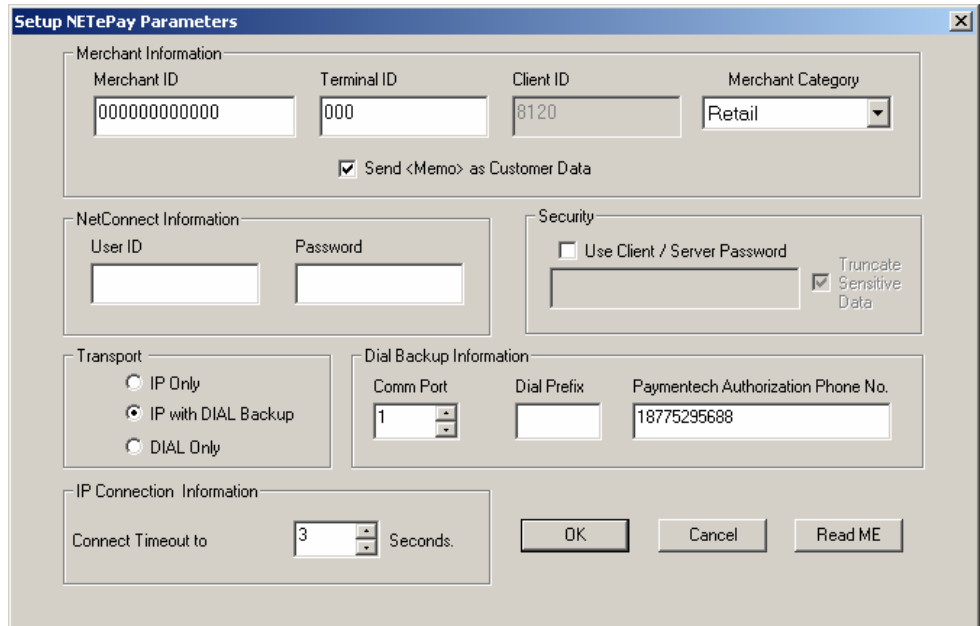 Setup NETePay Parameters
Merchant Information
Merchant ID Terminal ID Client ID Merchant Category
000000000000 000 8120 Retail
Send <Memo> as Customer Data
NetConnect Information
User ID Password
Security
Use Client / Server Password
Truncate
Sensitive
Data
Transport
IP Only
IP with DIAL Backup
DIAL Only
Dial Backup Information
Comm Port Dial Prefix Paymentech Authorization Phone No.
1 18775295688
IP Connection Information
Connect Timeout to 3 Seconds.
OK Cancel Read ME